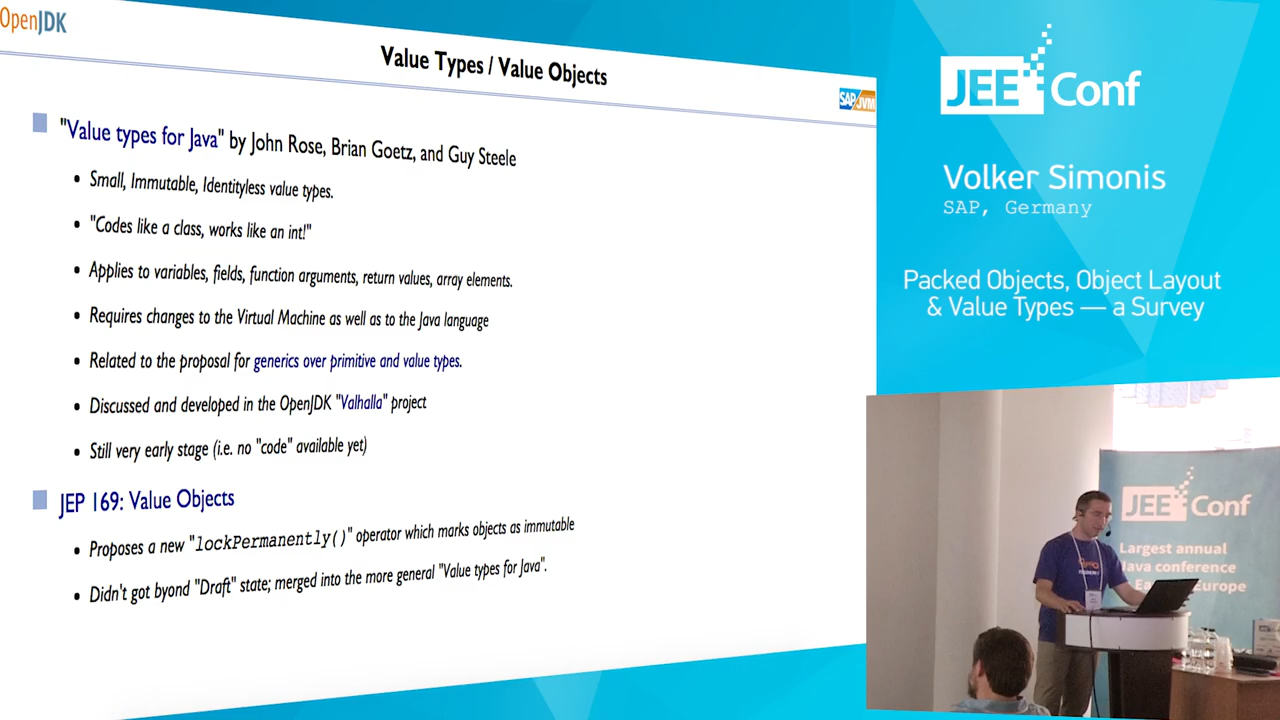 OpenJDK
Value Types / Value Objects
SAP JVM
"Value types for Java" by John Rose, Brian Goetz, and Guy Steele
• Small, Immutable, Identityless value types.
• "Codes like a class, works like an int!"
• Applies to variables, fields, function arguments, return values, array elements.
• Requires changes to the Virtual Machine as well as to the Java language
• Related to the proposal for generics over primitive and value types.
• Discussed and developed in the OpenJDK "Valhalla" project
• Still very early stage (i.e. no "code" available yet)
JEP 169: Value Objects
• Proposes a new "lockPermanently()" operator which marks objects as immutable
• Didn't got byond "Draft" state; merged into the more general "Value types for Java".
JEE Conf
Volker Simonis
SAP, Germany
Packed Objects, Object Layout
& Value Types — a Survey
JEE Conf
Largest annual
Java conference
Europe